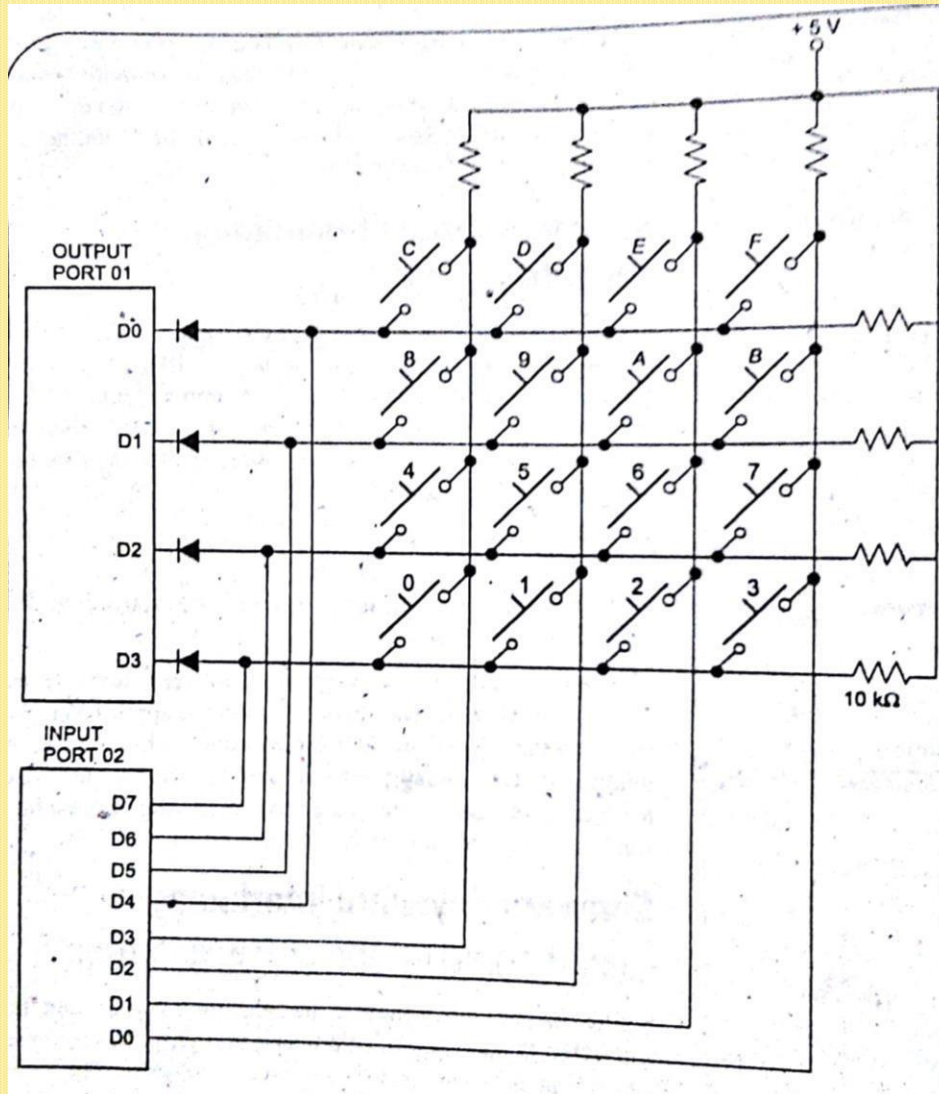 + 5 V
C D E F
OUTPUT
PORT 01
D0
8 9 A B
D1
4 5 6 7
D2
0 1 2 3
D3
10 kΩ
INPUT
PORT 02
D7
D6
D5
D4
D3
D2
D1
D0